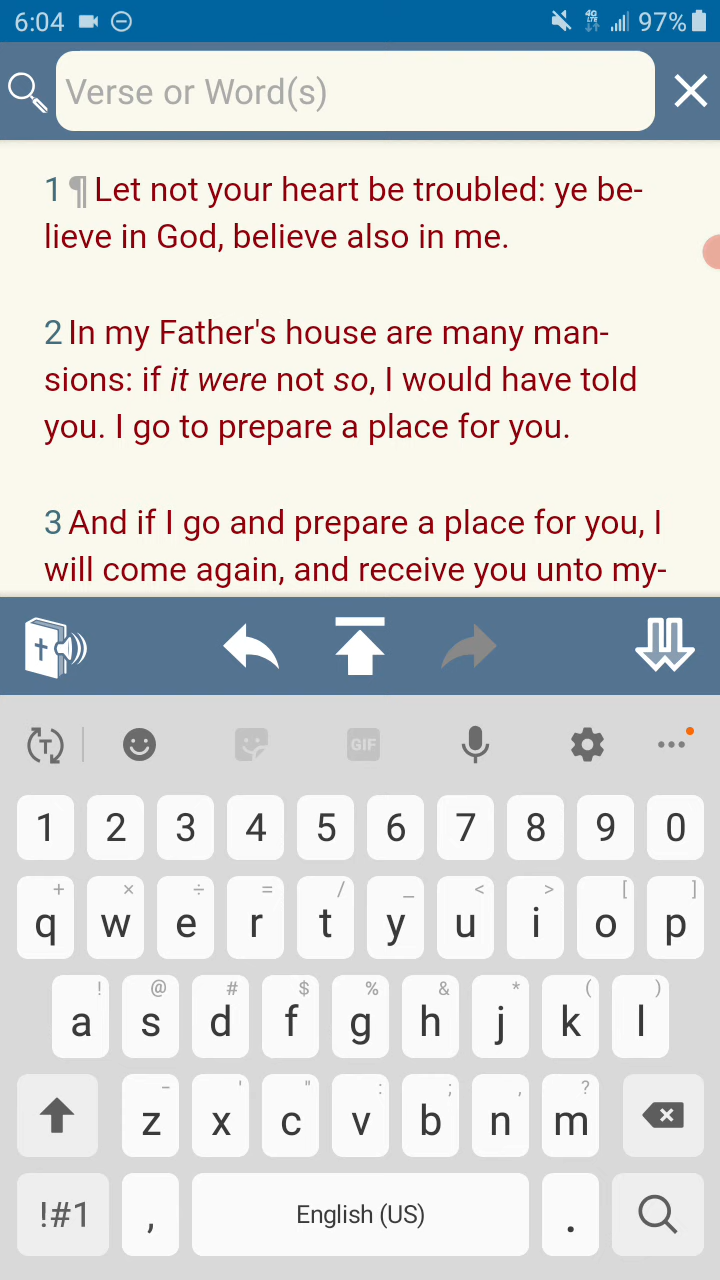 6:04 4G LTE 97%
Verse or Word(s)
1 ¶ Let not your heart be troubled: ye be-
lieve in God, believe also in me.
2 In my Father's house are many man-
sions: if it were not so, I would have told
you. I go to prepare a place for you.
3 And if I go and prepare a place for you, I
will come again, and receive you unto my-
T GIF
1 2 3 4 5 6 7 8 9 0
+ × ÷ = / _ < > [ ]
q w e r t y u i o p
! @ # $ % & * ( )
a s d f g h j k l
- ' " : ; , ?
z x c v b n m
!#1 , English (US) .